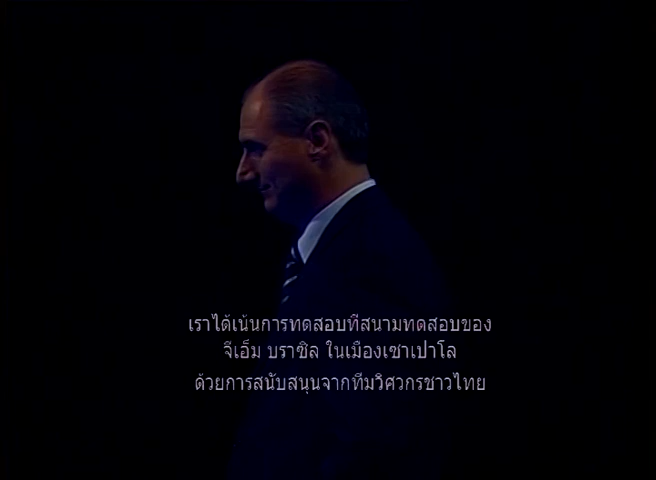 เราได้เน้นการทดสอบที่สนามทดสอบของ
จีเอ็ม บราซิล ในเมืองเซาเปาโล
ด้วยการสนับสนุนจากทีมวิศวกรชาวไทย